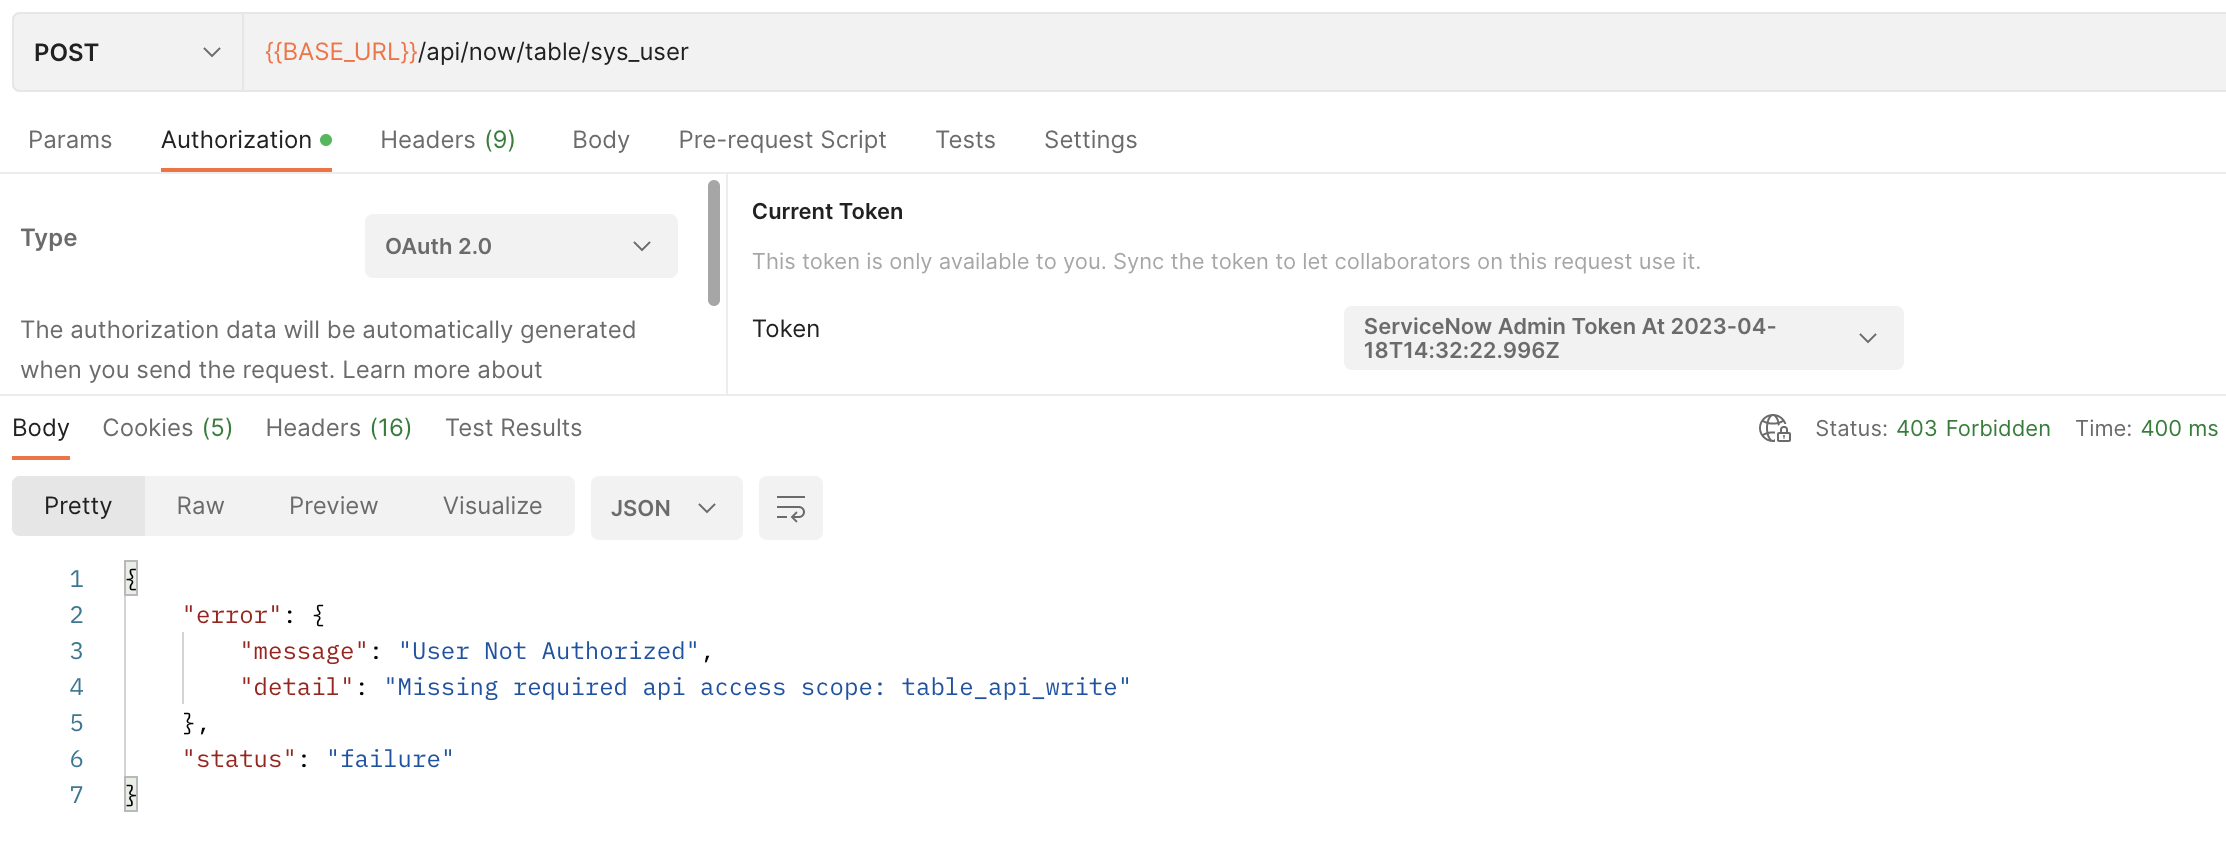 POST
{{BASE_URL}}/api/now/table/sys_user
Params Authorization Headers (9) Body Pre-request Script Tests Settings
Type
OAuth 2.0
The authorization data will be automatically generated
when you send the request. Learn more about
Current Token
This token is only available to you. Sync the token to let collaborators on this request use it.
Token
ServiceNow Admin Token At 2023-04-
18T14:32:22.996Z
Body Cookies (5) Headers (16) Test Results
Status: 403 Forbidden Time: 400 ms
Pretty Raw Preview Visualize JSON
1 {
2 "error": {
3 "message": "User Not Authorized",
4 "detail": "Missing required api access scope: table_api_write"
5 },
6 "status": "failure"
7 }